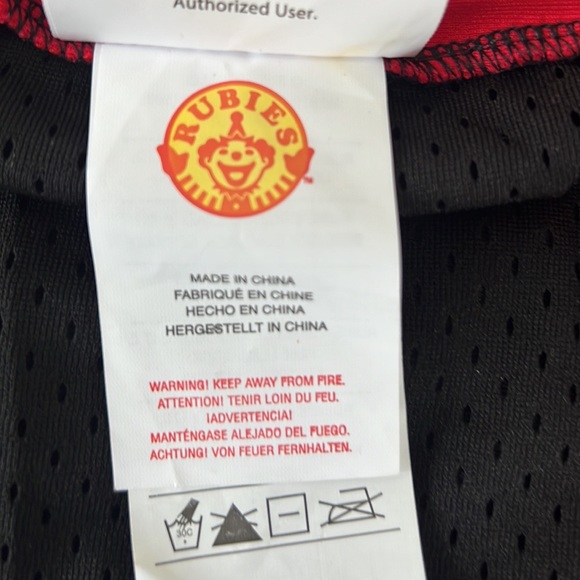 Authorized User.
RUBIES
TM
MADE IN CHINA
FABRIQUÉ EN CHINE
HECHO EN CHINA
HERGESTELLT IN CHINA
WARNING! KEEP AWAY FROM FIRE.
ATTENTION! TENIR LOIN DU FEU.
¡ADVERTENCIA!
MANTÉNGASE ALEJADO DEL FUEGO.
ACHTUNG! VON FEUER FERNHALTEN.
30C